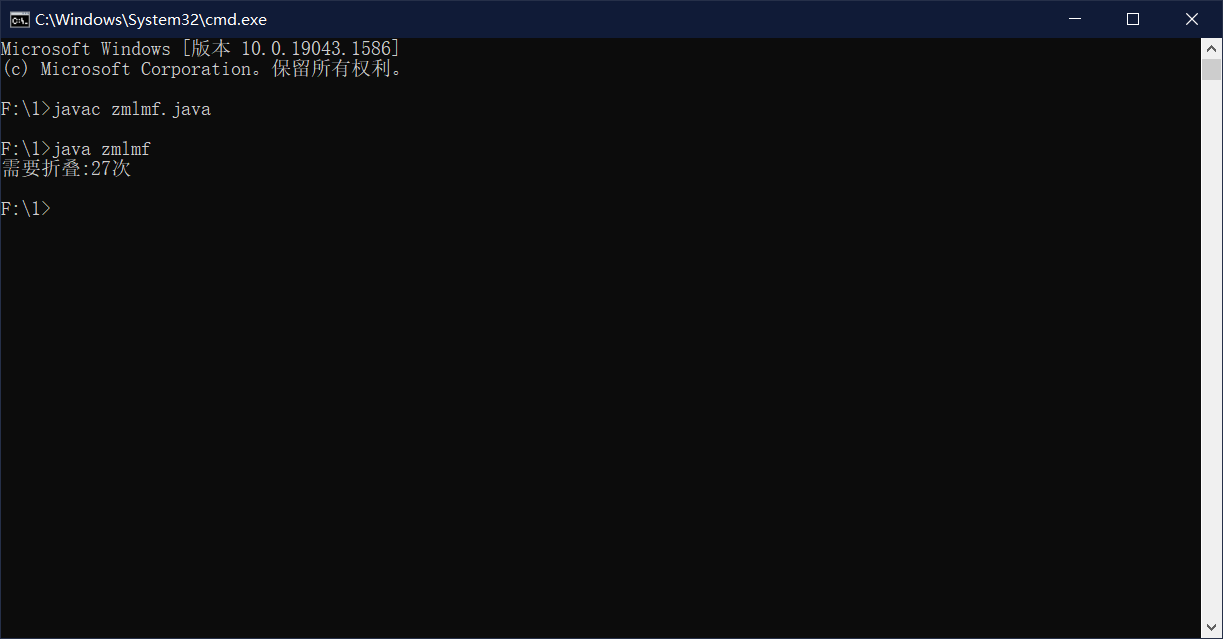 C:\Windows\System32\cmd.exe
Microsoft Windows [版本 10.0.19043.1586]
(c) Microsoft Corporation。保留所有权利。
F:\1>javac zmlmf.java
F:\1>java zmlmf
需要折叠:27次
F:\1>